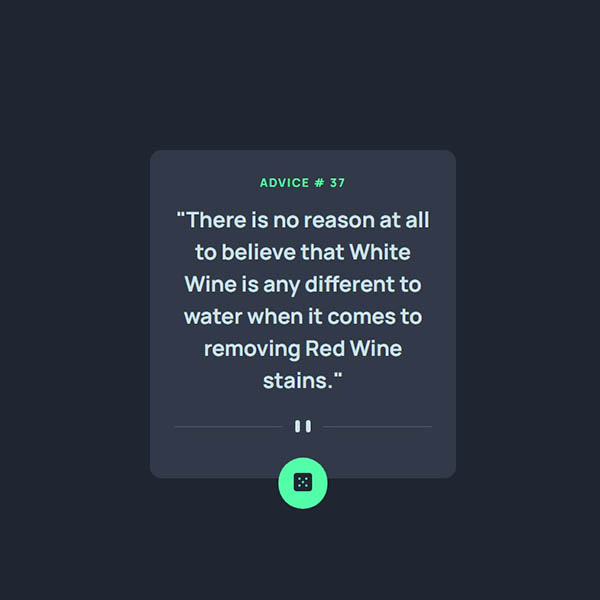 ADVICE # 37
"There is no reason at all
to believe that White
Wine is any different to
water when it comes to
removing Red Wine
stains."